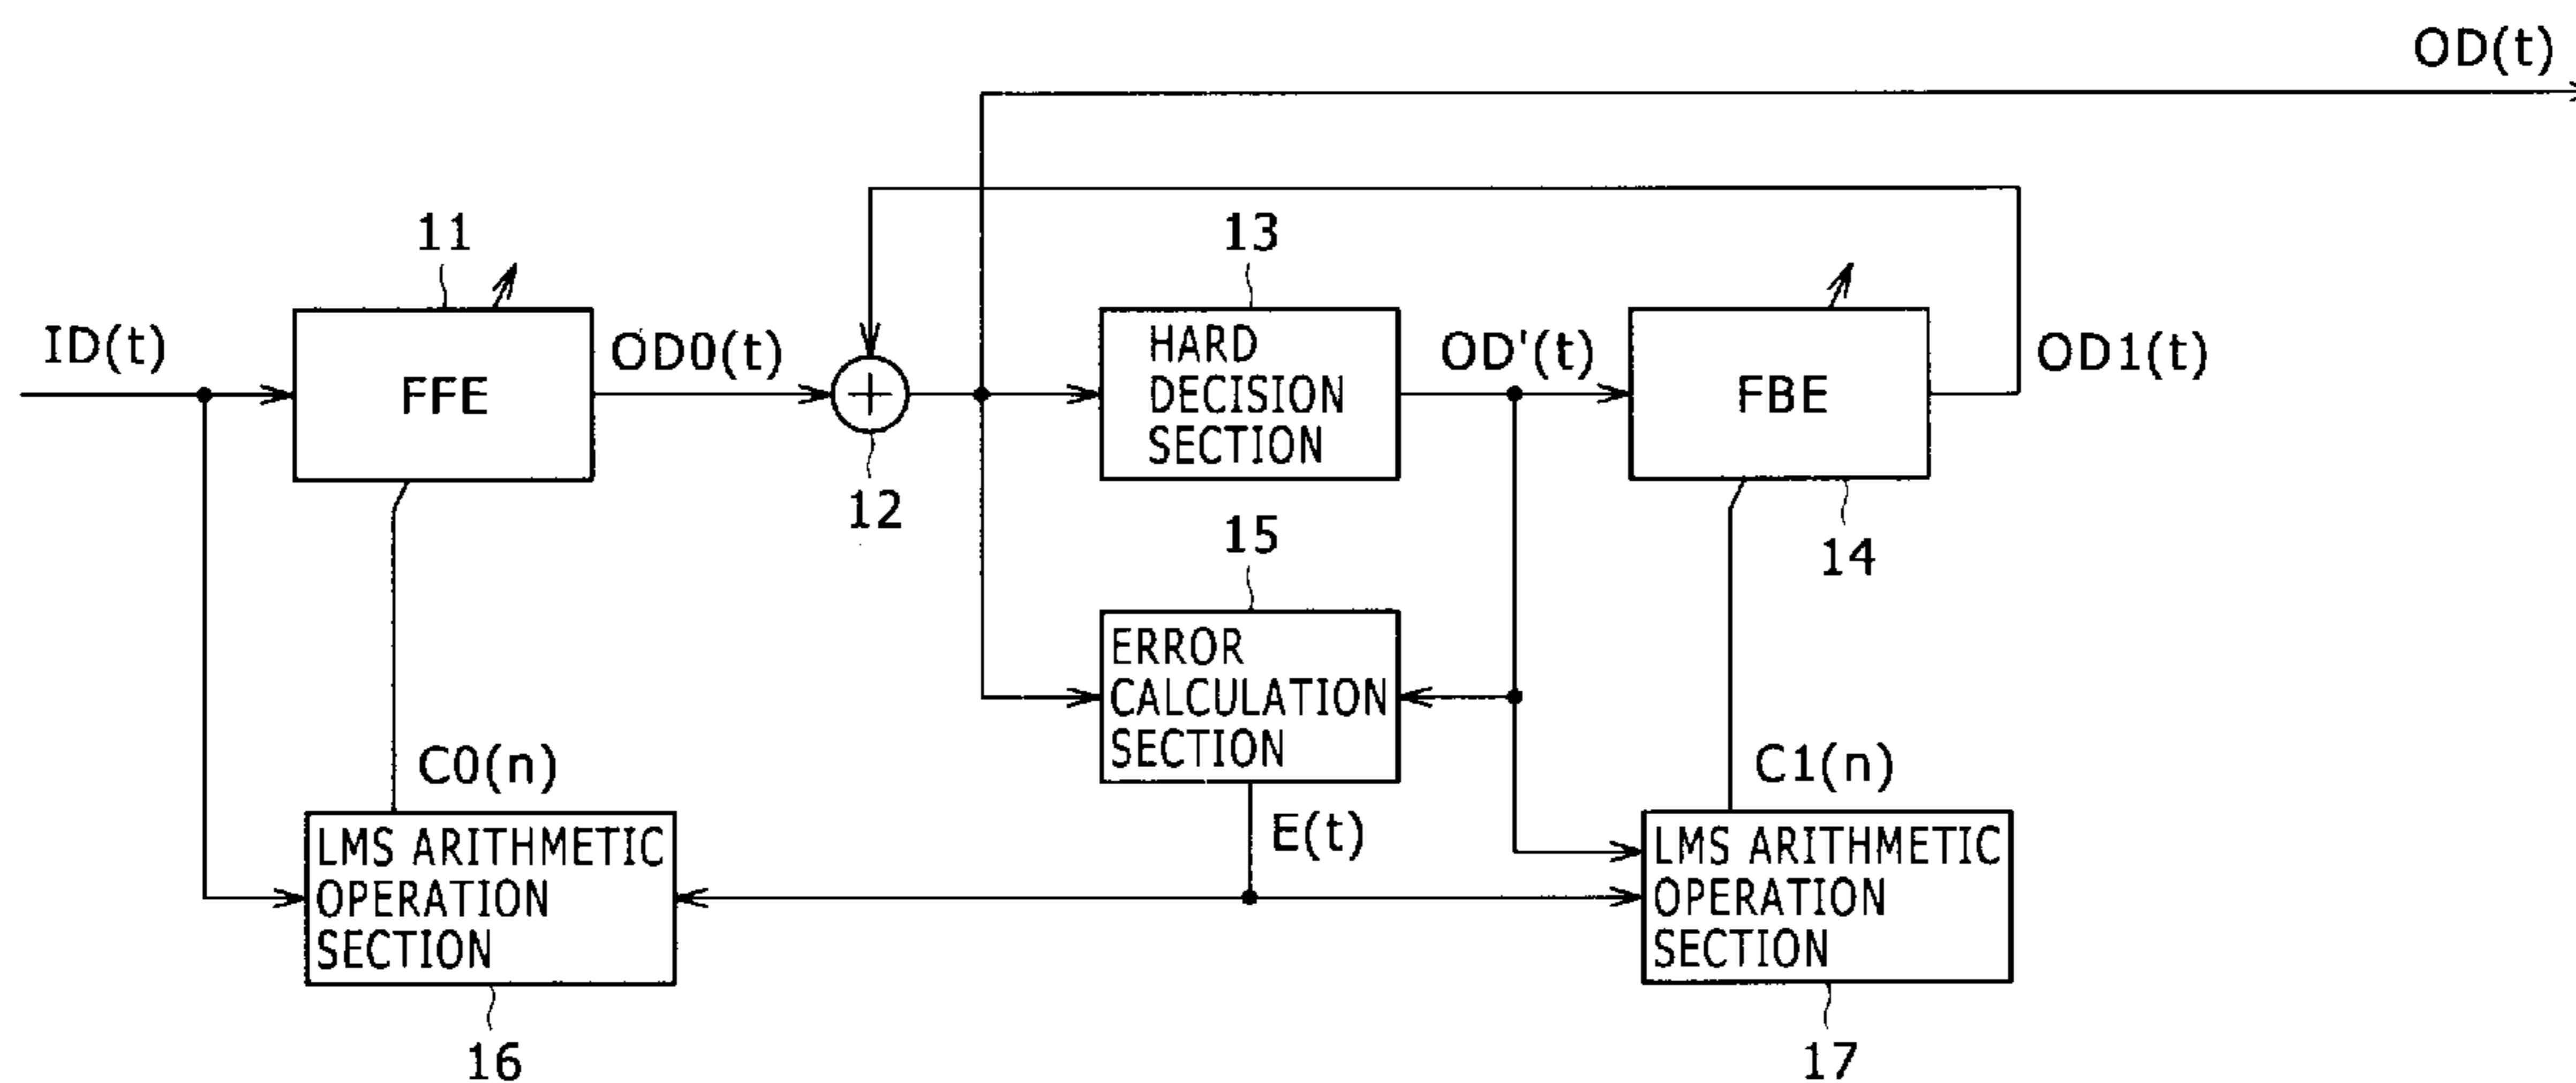 OD(t)
11
13
ID(t)
FFE
OD0(t)
+
12
HARD
DECISION
SECTION
OD'(t)
FBE
OD1(t)
14
15
ERROR
CALCULATION
SECTION
C0(n)
E(t)
C1(n)
LMS ARITHMETIC
OPERATION
SECTION
LMS ARITHMETIC
OPERATION
SECTION
16
17